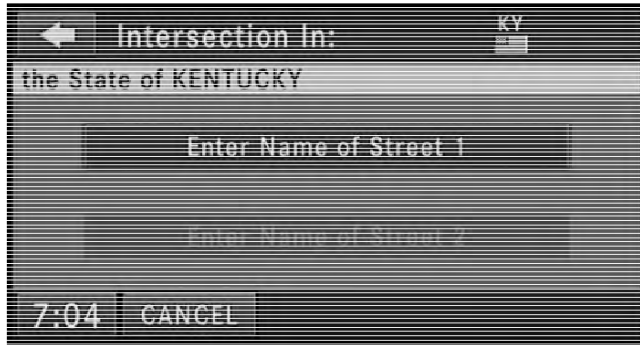 Intersection In:
KY
the State of KENTUCKY
Enter Name of Street 1
Enter Name of Street 2
7:04
CANCEL